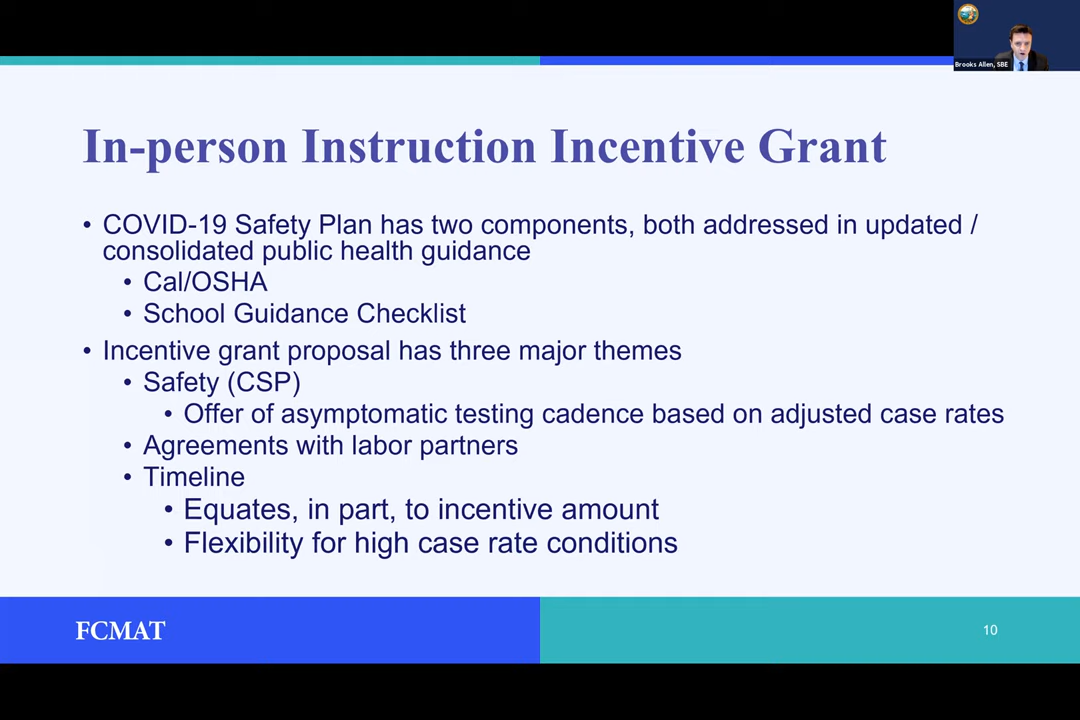 Brooks Allen, SBE
In-person Instruction Incentive Grant
• COVID-19 Safety Plan has two components, both addressed in updated /
consolidated public health guidance
• Cal/OSHA
• School Guidance Checklist
• Incentive grant proposal has three major themes
• Safety (CSP)
• Offer of asymptomatic testing cadence based on adjusted case rates
• Agreements with labor partners
• Timeline
• Equates, in part, to incentive amount
• Flexibility for high case rate conditions
FCMAT
10